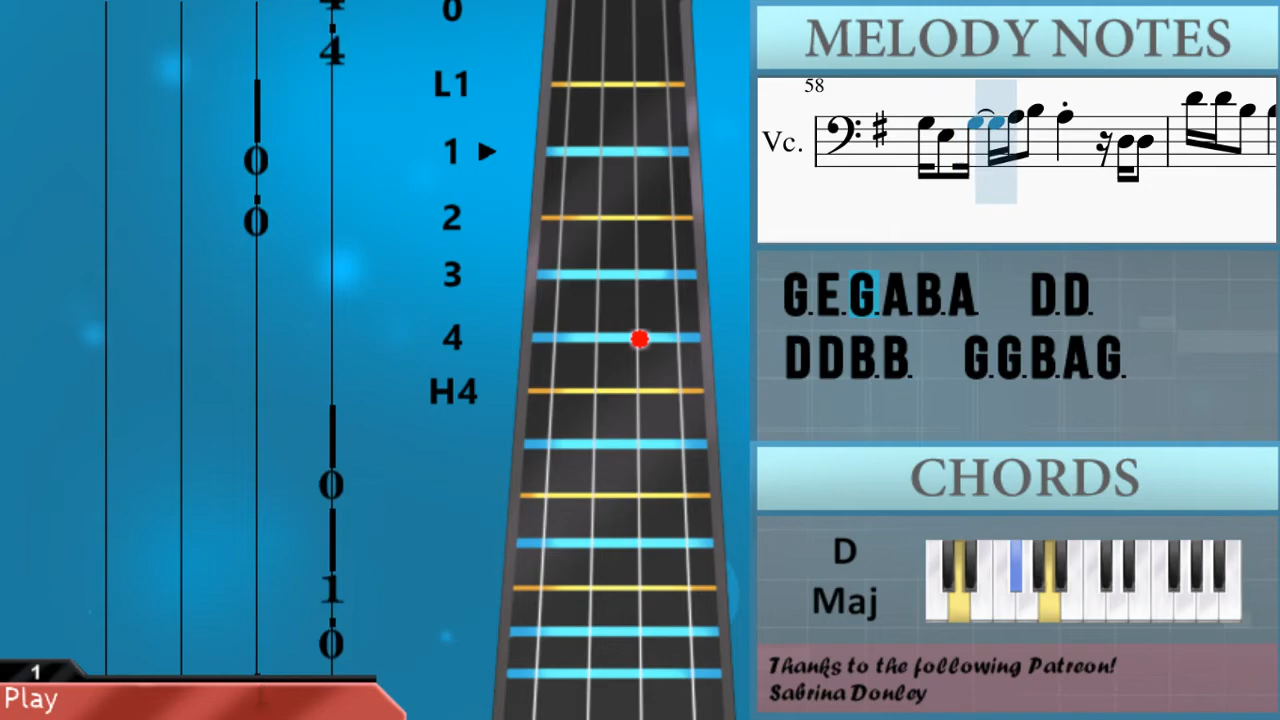 4
4
0
0
0
1
0
1
Play
0
L1
1
2
3
4
H4
MELODY NOTES
58
Vc.
G.E.G.A.B.A D.D.
D D B.B. G.G.B.A.G.
CHORDS
D
Maj
Thanks to the following Patreon!
Sabrina Donley